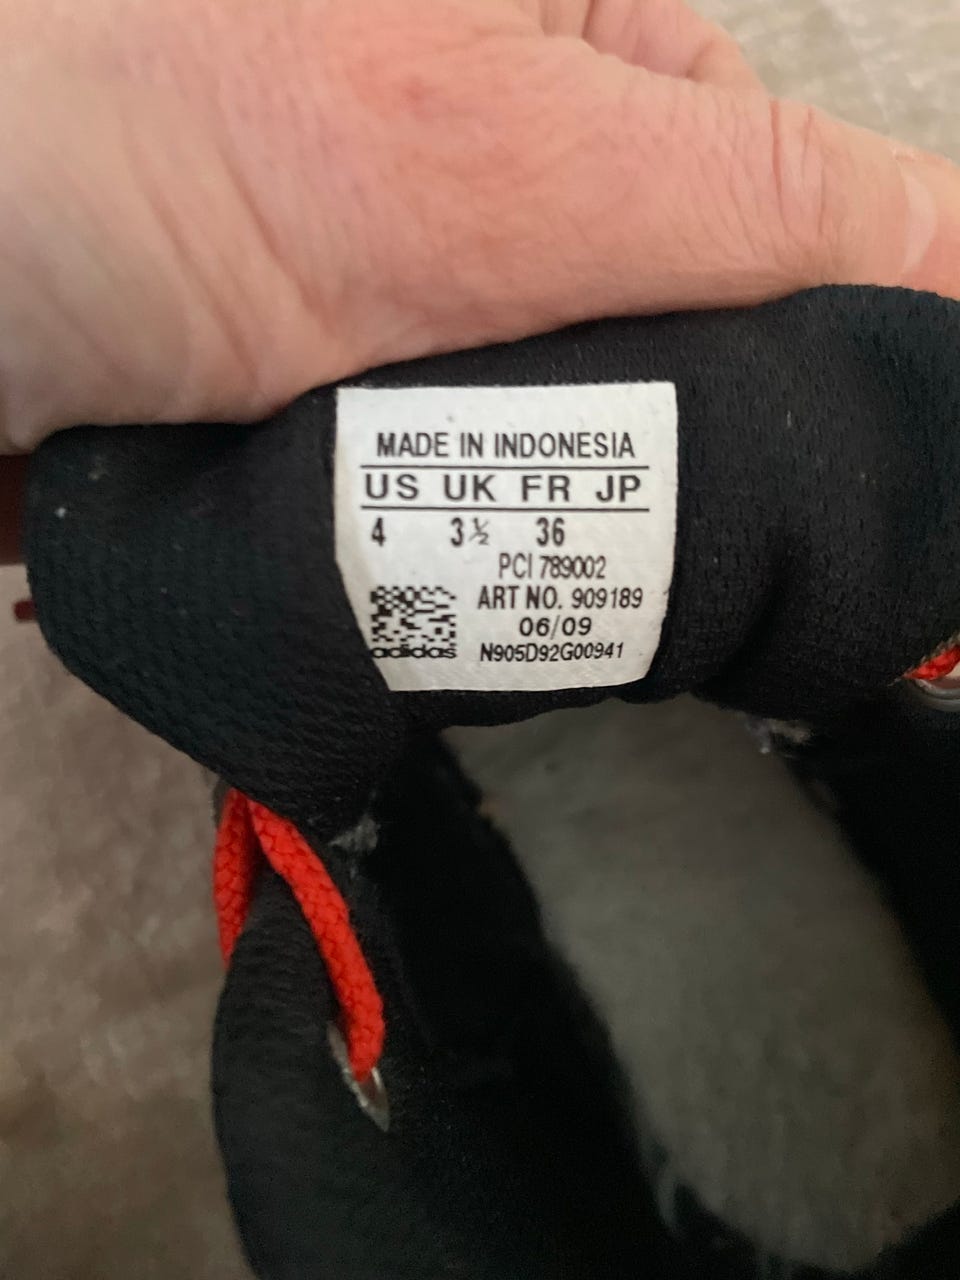 MADE IN INDONESIA
US UK FR JP
4 3½ 36
PCI 789002
ART NO. 909189
06/09
adidas N905D92G00941